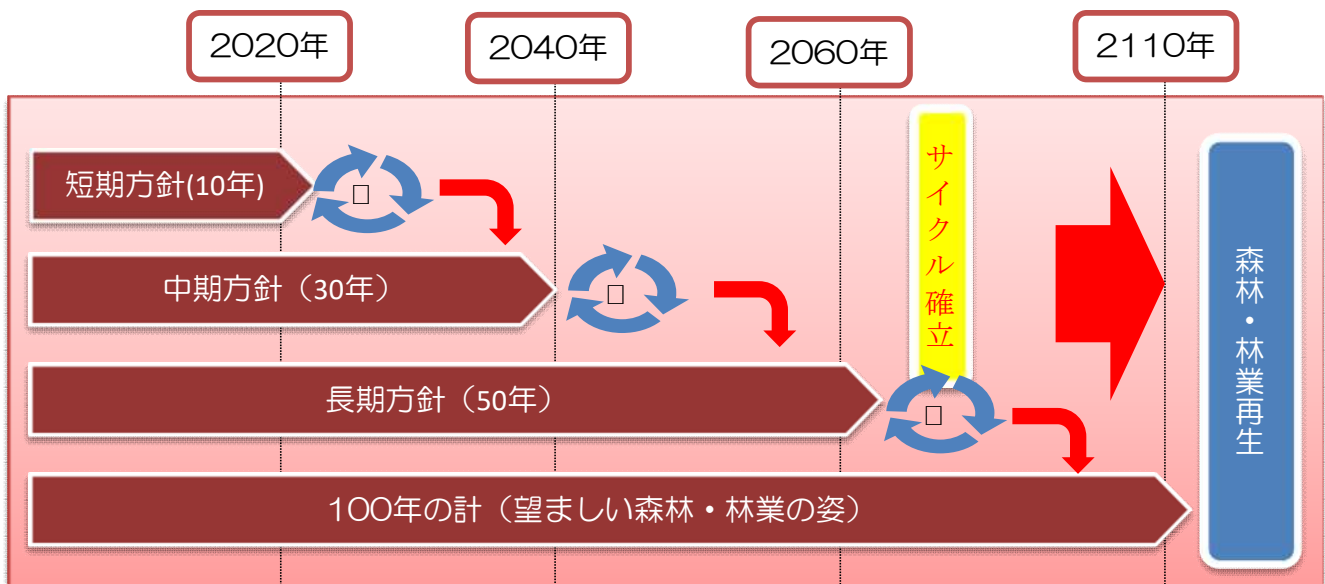 2020年
2040年
2060年
2110年
短期方針(10年)
中期方針（30年）
長期方針（50年）
100年の計（望ましい森林・林業の姿）
サイクル確立
森林・林業再生